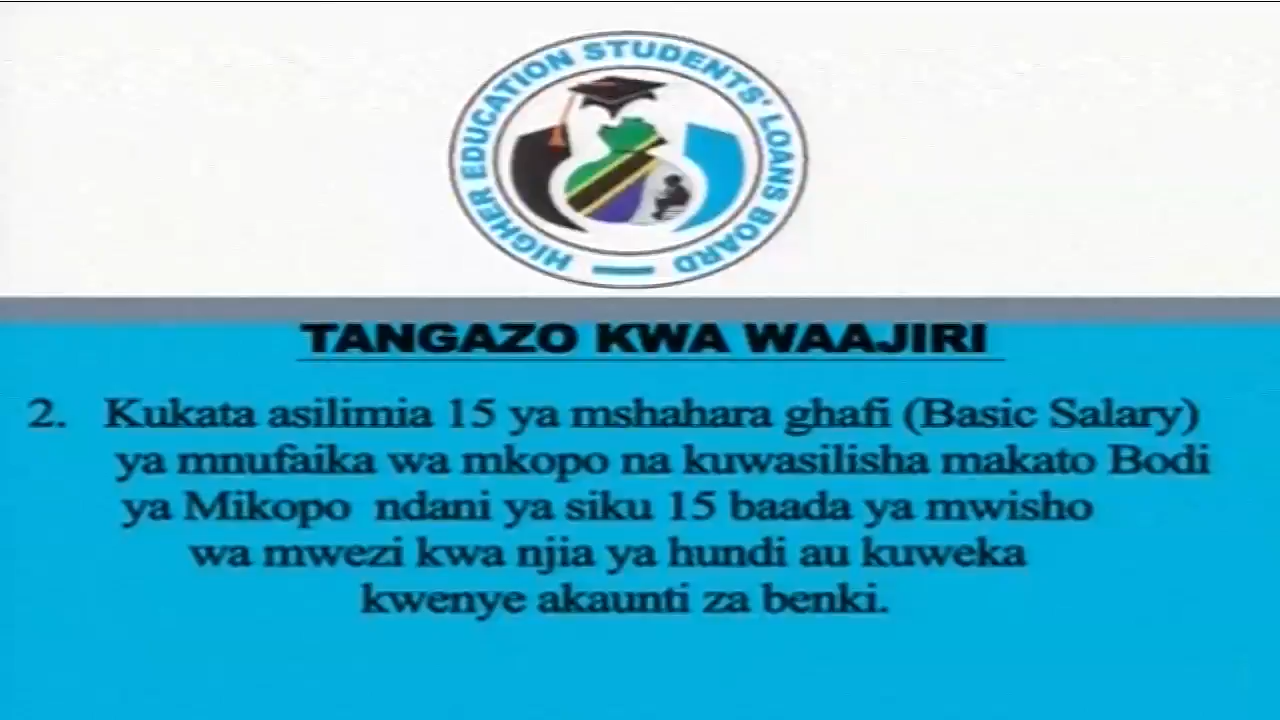 HIGHER EDUCATION STUDENTS' LOANS BOARD
TANGAZO KWA WAAJIRI
2. Kukata asilimia 15 ya mshahara ghafi (Basic Salary)
ya mnufaika wa mkopo na kuwasilisha makato Bodi
ya Mikopo ndani ya siku 15 baada ya mwisho
wa mwezi kwa njia ya hundi au kuweka
kwenye akaunti za benki.